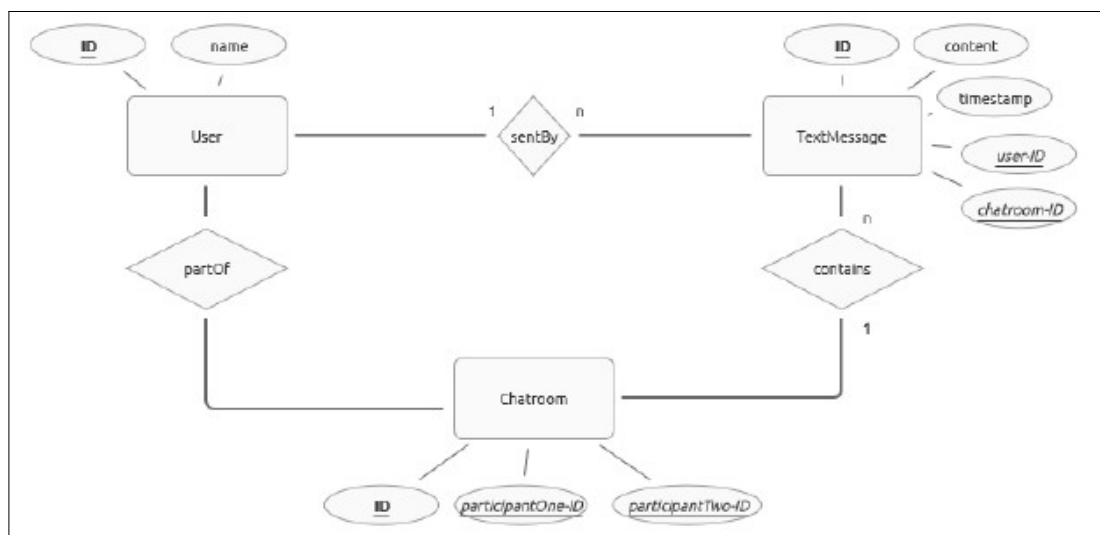 ID
name
ID
content
timestamp
User
1
sentBy
n
TextMessage
user-ID
chatroom-ID
n
partOf
contains
1
Chatroom
ID
participantOne-ID
participantTwo-ID